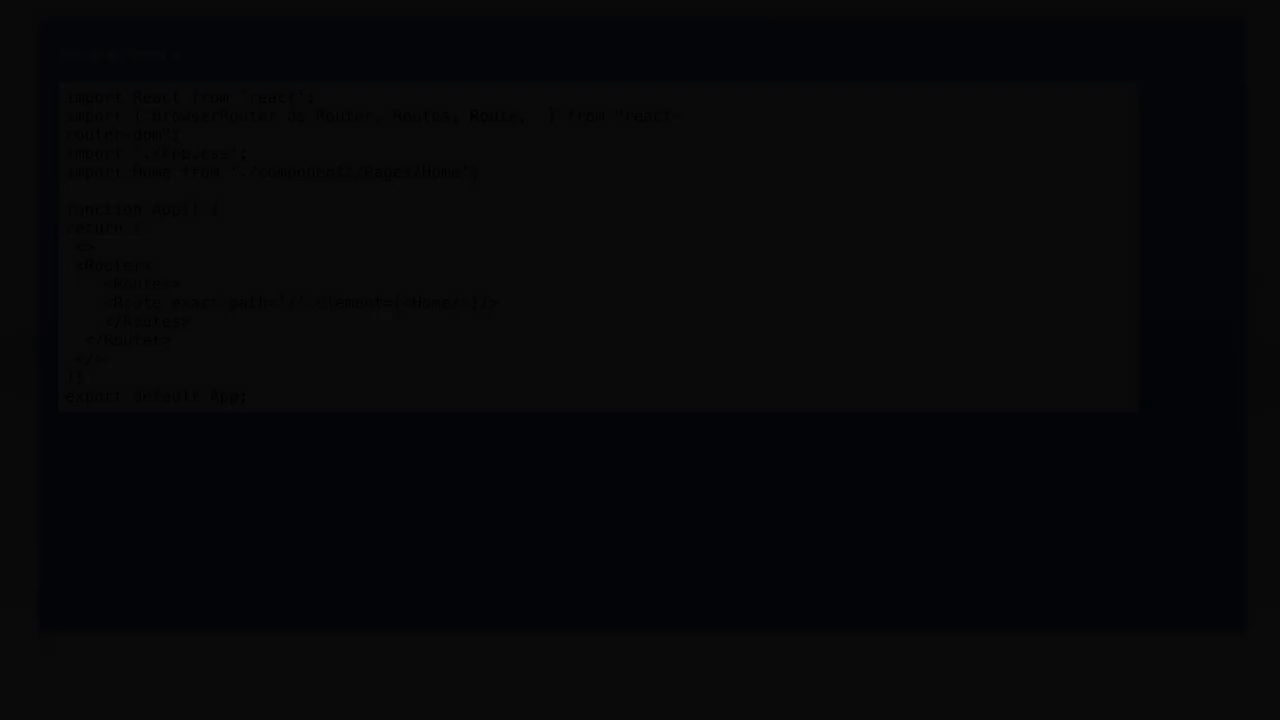 import React from 'react';
import { BrowserRouter as Router, Routes, Route, } from "react-
router-dom";
import "./App.css";
import Home from "./component/Pages/Home";
function App() {
return (
<>
<Router>
<Routes>
<Route exact path="/" element={<Home/>}/>
</Routes>
</Router>
</>
)}
export default App;